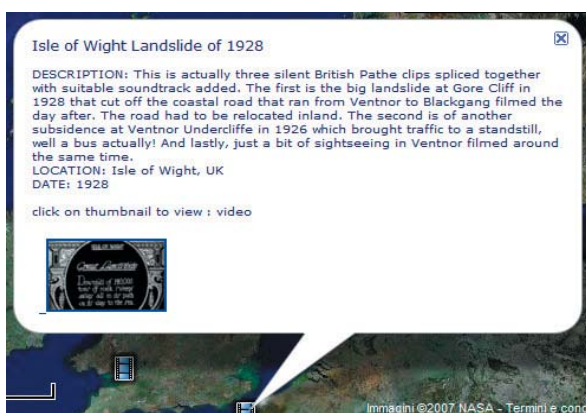 Isle of Wight Landslide of 1928
DESCRIPTION: This is actually three silent British Pathe clips spliced together
with suitable soundtrack added. The first is the big landslide at Gore Cliff in
1928 that cut off the coastal road that ran from Ventnor to Blackgang filmed the
day after. The road had to be relocated inland. The second is of another
subsidence at Ventnor Undercliffe in 1926 which brought traffic to a standstill,
well a bus actually! And lastly, just a bit of sightseeing in Ventnor filmed around
the same time.
LOCATION: Isle of Wight, UK
DATE: 1928
click on thumbnail to view : video
Great Landslide
Immagini ©2007 NASA - Termini e cond